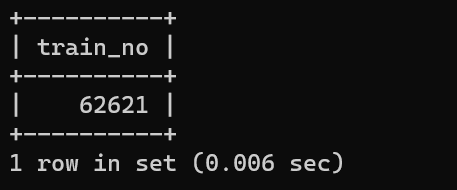 +----------+
| train_no |
+----------+
|    62621 |
+----------+
1 row in set (0.006 sec)